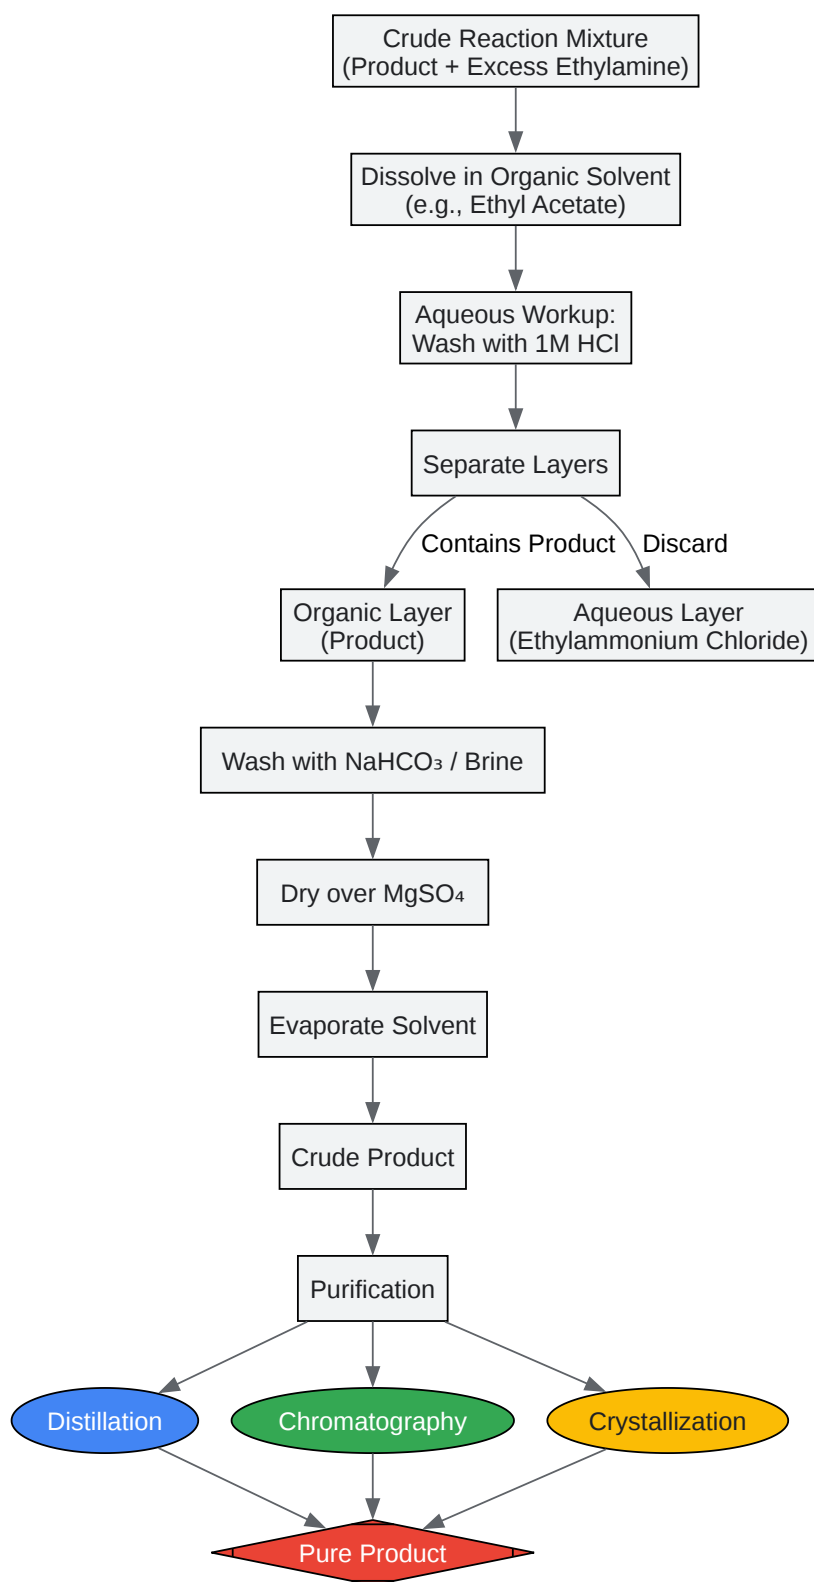 Crude Reaction Mixture
(Product + Excess Ethylamine)
Dissolve in Organic Solvent
(e.g., Ethyl Acetate)
Aqueous Workup:
Wash with 1M HCl
Separate Layers
Contains Product
Discard
Organic Layer
(Product)
Aqueous Layer
(Ethylammonium Chloride)
Wash with NaHCO₃ / Brine
Dry over MgSO₄
Evaporate Solvent
Crude Product
Purification
Distillation
Chromatography
Crystallization
Pure Product